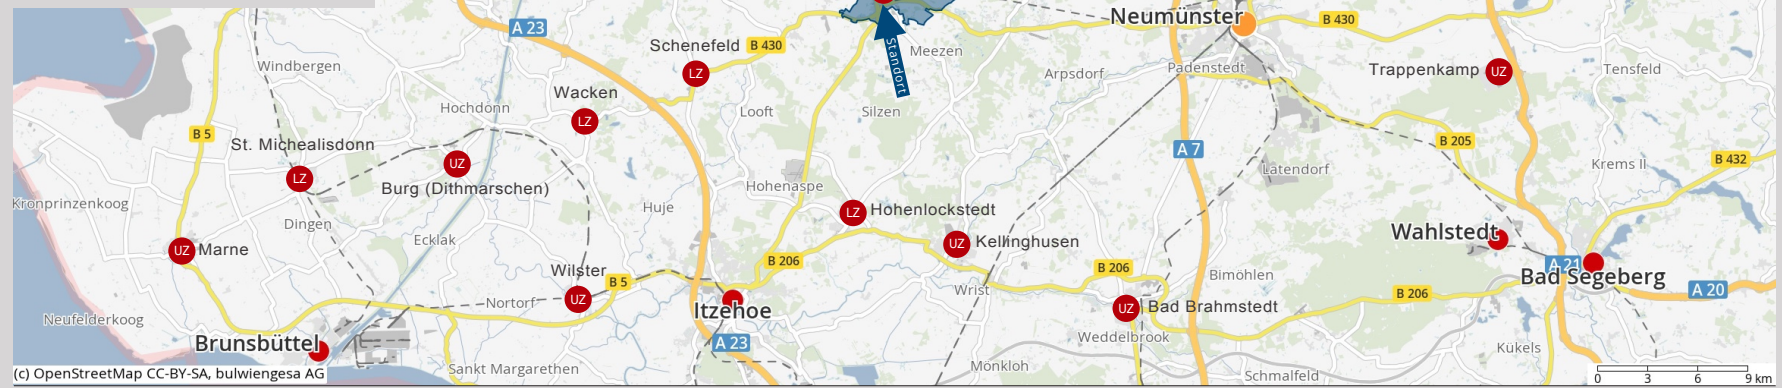 Neumünster
B 430
A 23
Schenefeld
B 430
Meezen
Standort
Windbergen
Arpsdorf
Padenstedt
Trappenkamp
UZ
Tensfeld
LZ
Wacken
Hochdonn
Looft
Silzen
LZ
B 5
St. Michealisdonn
B 205
A 7
UZ
B 432
Krems II
Latendorf
LZ
Burg (Dithmarschen)
Hohenaspe
Kronprinzenkoog
Huje
LZ
Hohenlockstedt
Dingen
Wahlstedt
Ecklak
UZ
Marne
UZ
Kellinghusen
B 206
A 21
Bad Segeberg
Wilster
B 5
B 206
Bimöhlen
Wrist
B 206
A 20
UZ
Nortorf
Itzehoe
UZ
Bad Brahmstedt
Neufelderkoog
Weddelbrook
Brunsbüttel
A 23
Kükels
Sankt Margarethen
Mönkloh
Schmalfeld
(c) OpenStreetMap CC-BY-SA, bulwiengesa AG
0 3 6 9 km